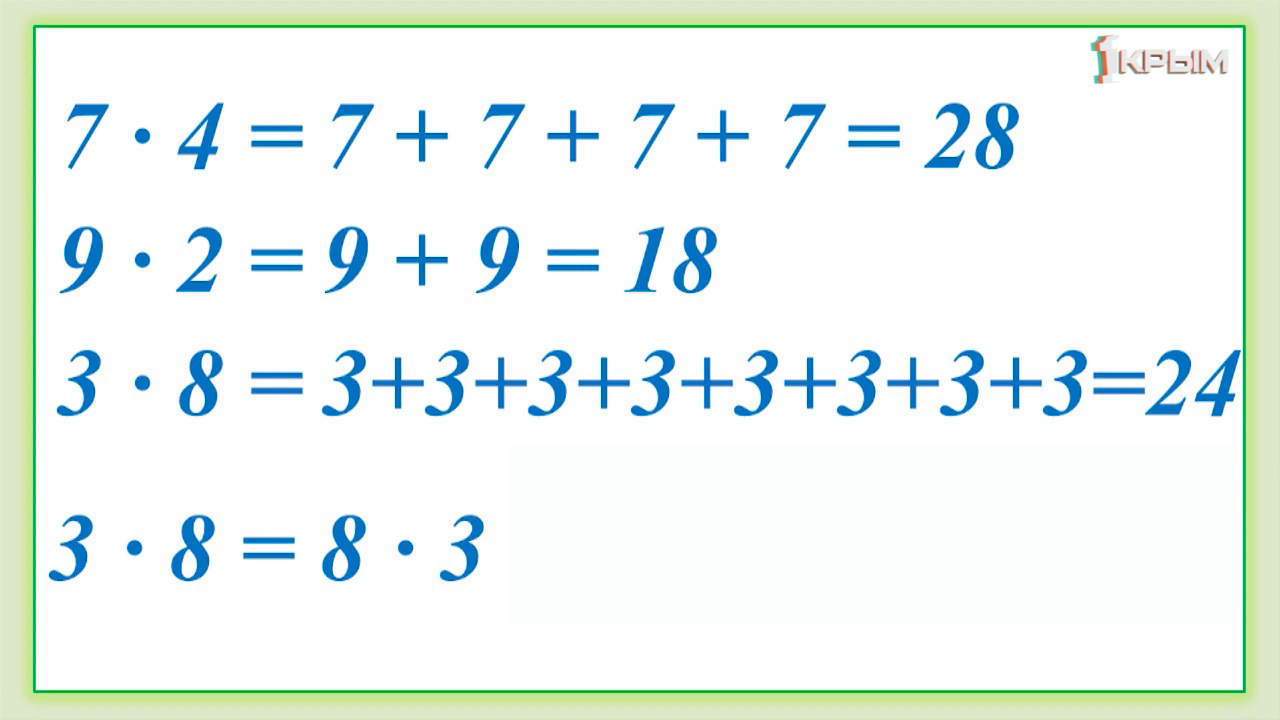 1 КРЫМ
7 · 4 = 7 + 7 + 7 + 7 = 28
9 · 2 = 9 + 9 = 18
3 · 8 = 3+3+3+3+3+3+3+3=24
3 · 8 = 8 · 3